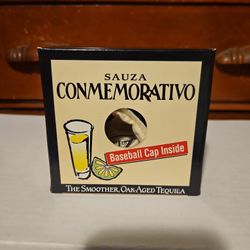 SAUZA
CONMEMORATIVO
Baseball Cap Inside
THE SMOOTHER, OAK-AGED TEQUILA